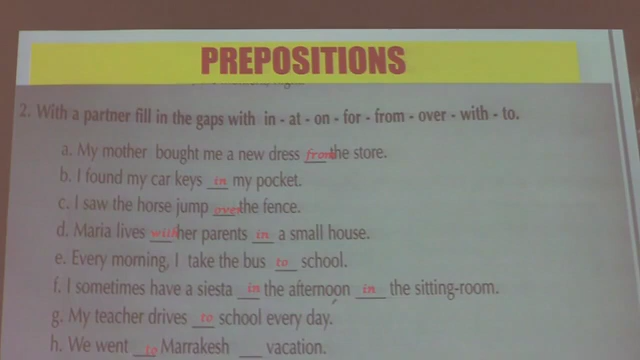 PREPOSITIONS
2. With a partner fill in the gaps with in - at - on - for - from - over - with - to.
a. My mother bought me a new dress from the store.
b. I found my car keys in my pocket.
c. I saw the horse jump over the fence.
d. Maria lives with her parents in a small house.
e. Every morning, I take the bus to school.
f. I sometimes have a siesta in the afternoon in the sitting-room.
g. My teacher drives to school every day.
h. We went to Marrakesh ___ vacation.